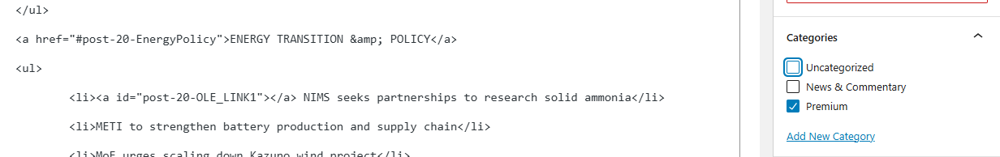 </ul>
<a href="#post-20-EnergyPolicy">ENERGY TRANSITION &amp; POLICY</a>
<ul>
<li><a id="post-20-OLE_LINK1"></a> NIMS seeks partnerships to research solid ammonia</li>
<li>METI to strengthen battery production and supply chain</li>
<li>MoE urges scaling down Kazuno wind project</li>
Categories
Uncategorized
News & Commentary
Premium
Add New Category